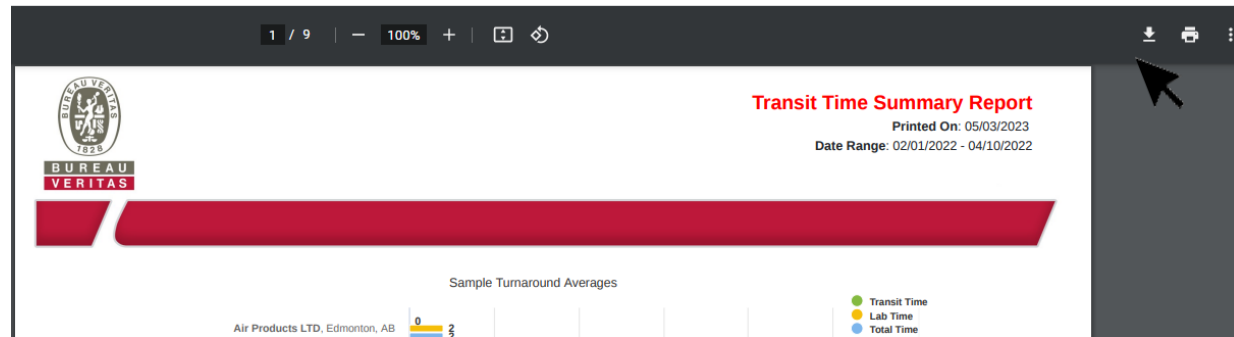 1 / 9 | — 100% + |
BUREAU VERITAS
1828
BUREAU
VERITAS
Transit Time Summary Report
Printed On: 05/03/2023
Date Range: 02/01/2022 - 04/10/2022
Sample Turnaround Averages
Air Products LTD, Edmonton, AB
0
2
2
Transit Time
Lab Time
Total Time